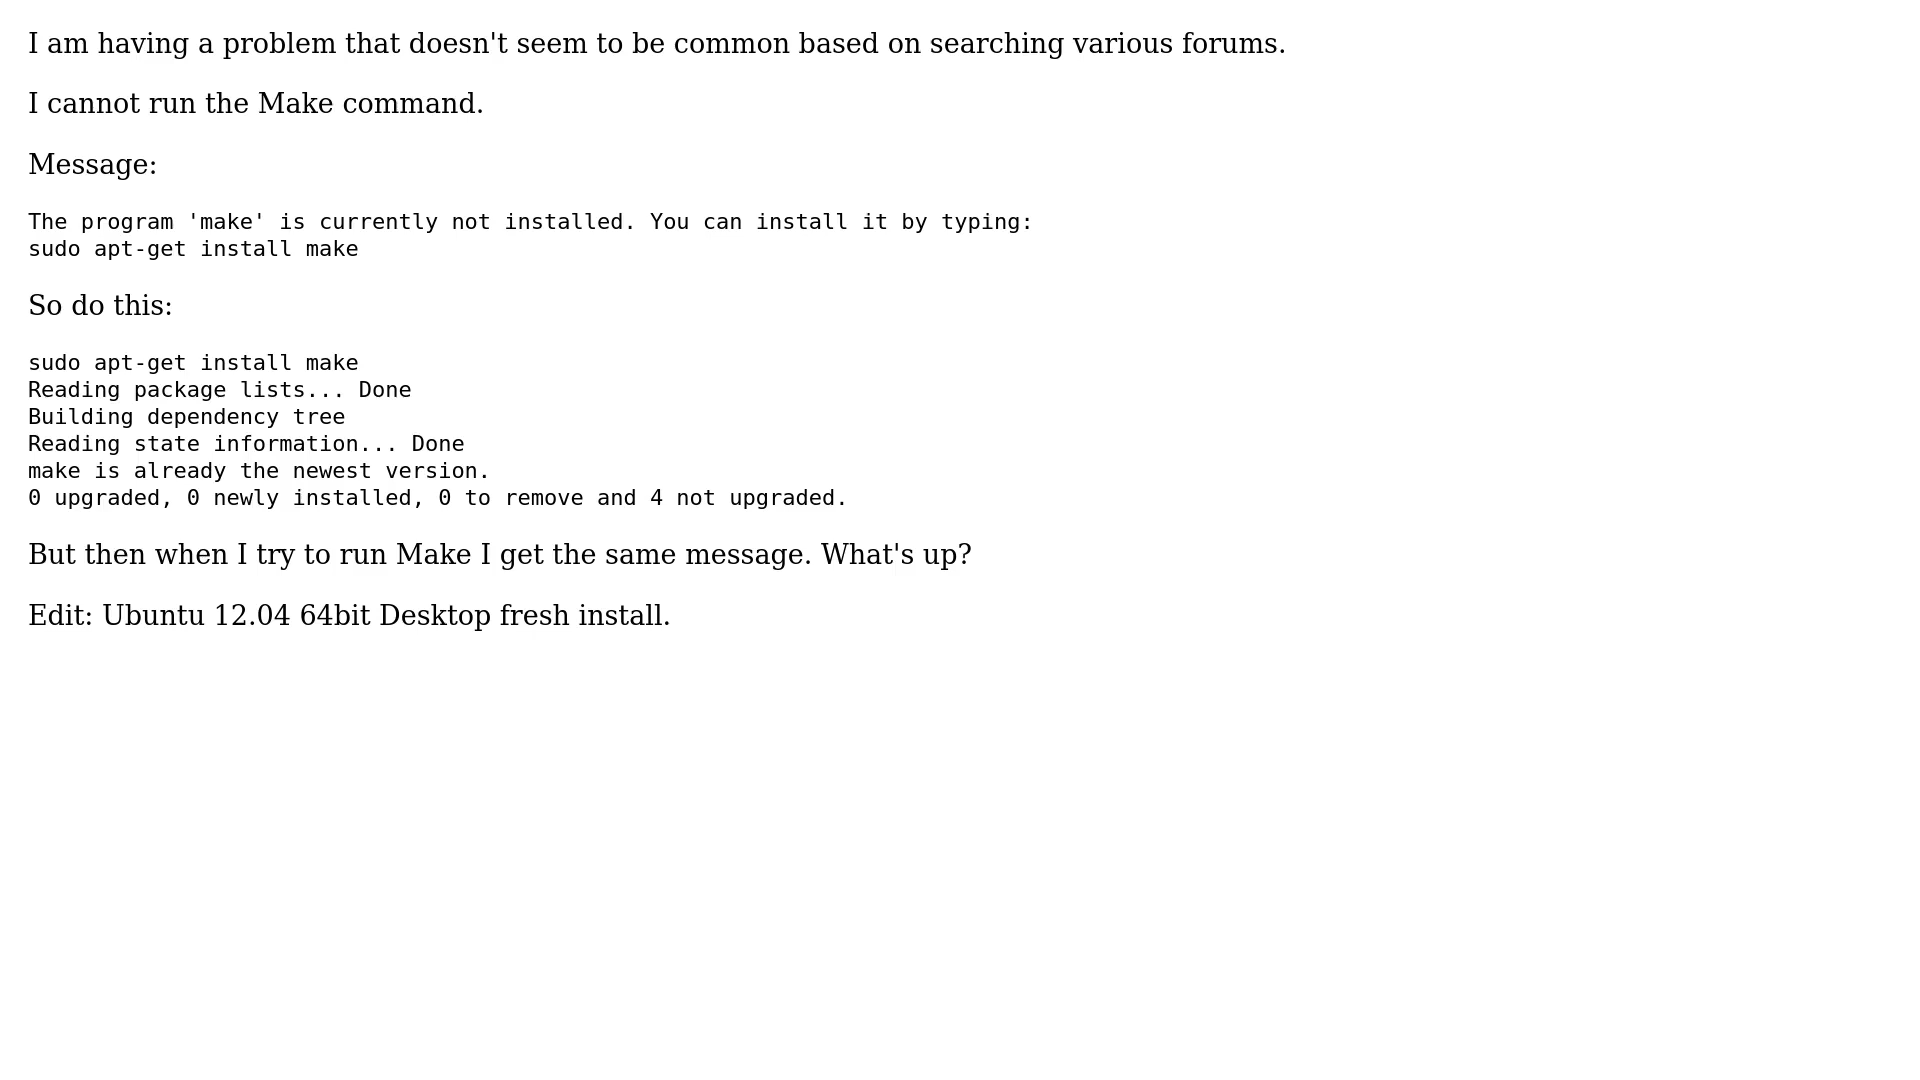 I am having a problem that doesn't seem to be common based on searching various forums.
I cannot run the Make command.
Message:
The program 'make' is currently not installed. You can install it by typing:
sudo apt-get install make
So do this:
sudo apt-get install make
Reading package lists... Done
Building dependency tree
Reading state information... Done
make is already the newest version.
0 upgraded, 0 newly installed, 0 to remove and 4 not upgraded.
But then when I try to run Make I get the same message. What's up?
Edit: Ubuntu 12.04 64bit Desktop fresh install.